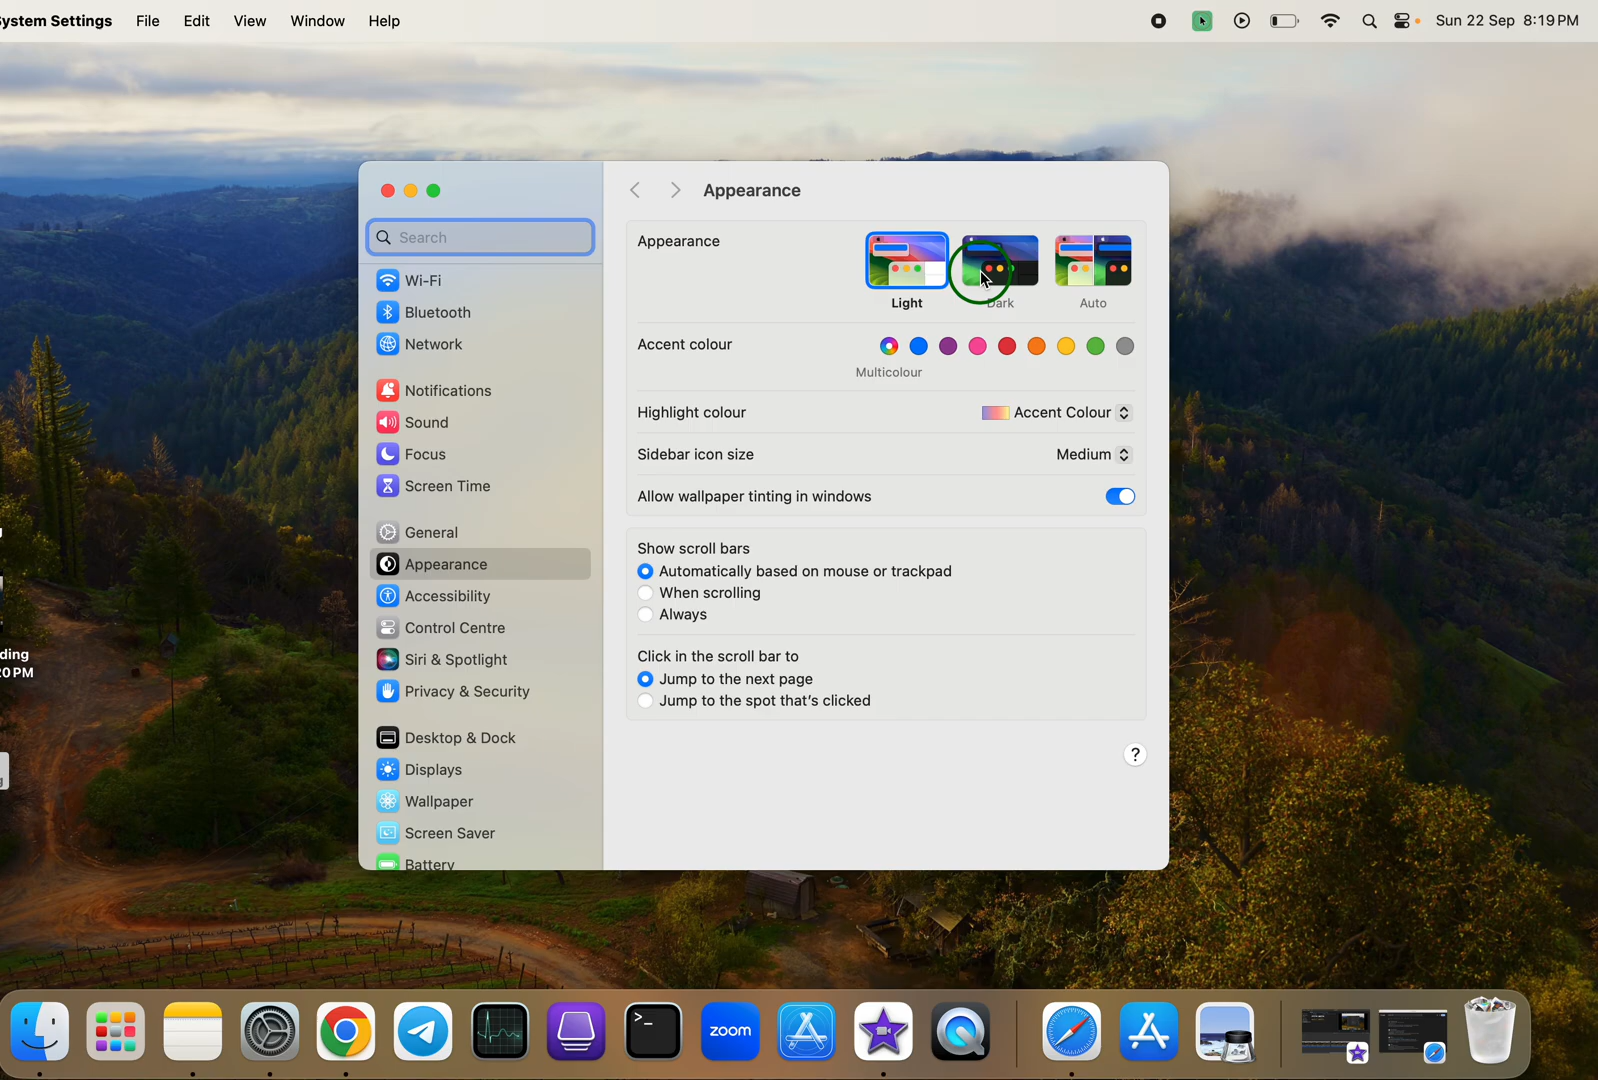 System Settings File Edit View Window Help Sun 22 Sep 8:19 PM
Appearance
Search
Wi-Fi
Bluetooth
Network
Notifications
Sound
Focus
Screen Time
General
Appearance
Accessibility
Control Centre
Siri & Spotlight
Privacy & Security
Desktop & Dock
Displays
Wallpaper
Screen Saver
Battery
Appearance
Light Dark Auto
Accent colour
Multicolour
Highlight colour Accent Colour
Sidebar icon size Medium
Allow wallpaper tinting in windows
Show scroll bars
Automatically based on mouse or trackpad
When scrolling
Always
Click in the scroll bar to
Jump to the next page
Jump to the spot that's clicked
?
ding
0 PM
zoom